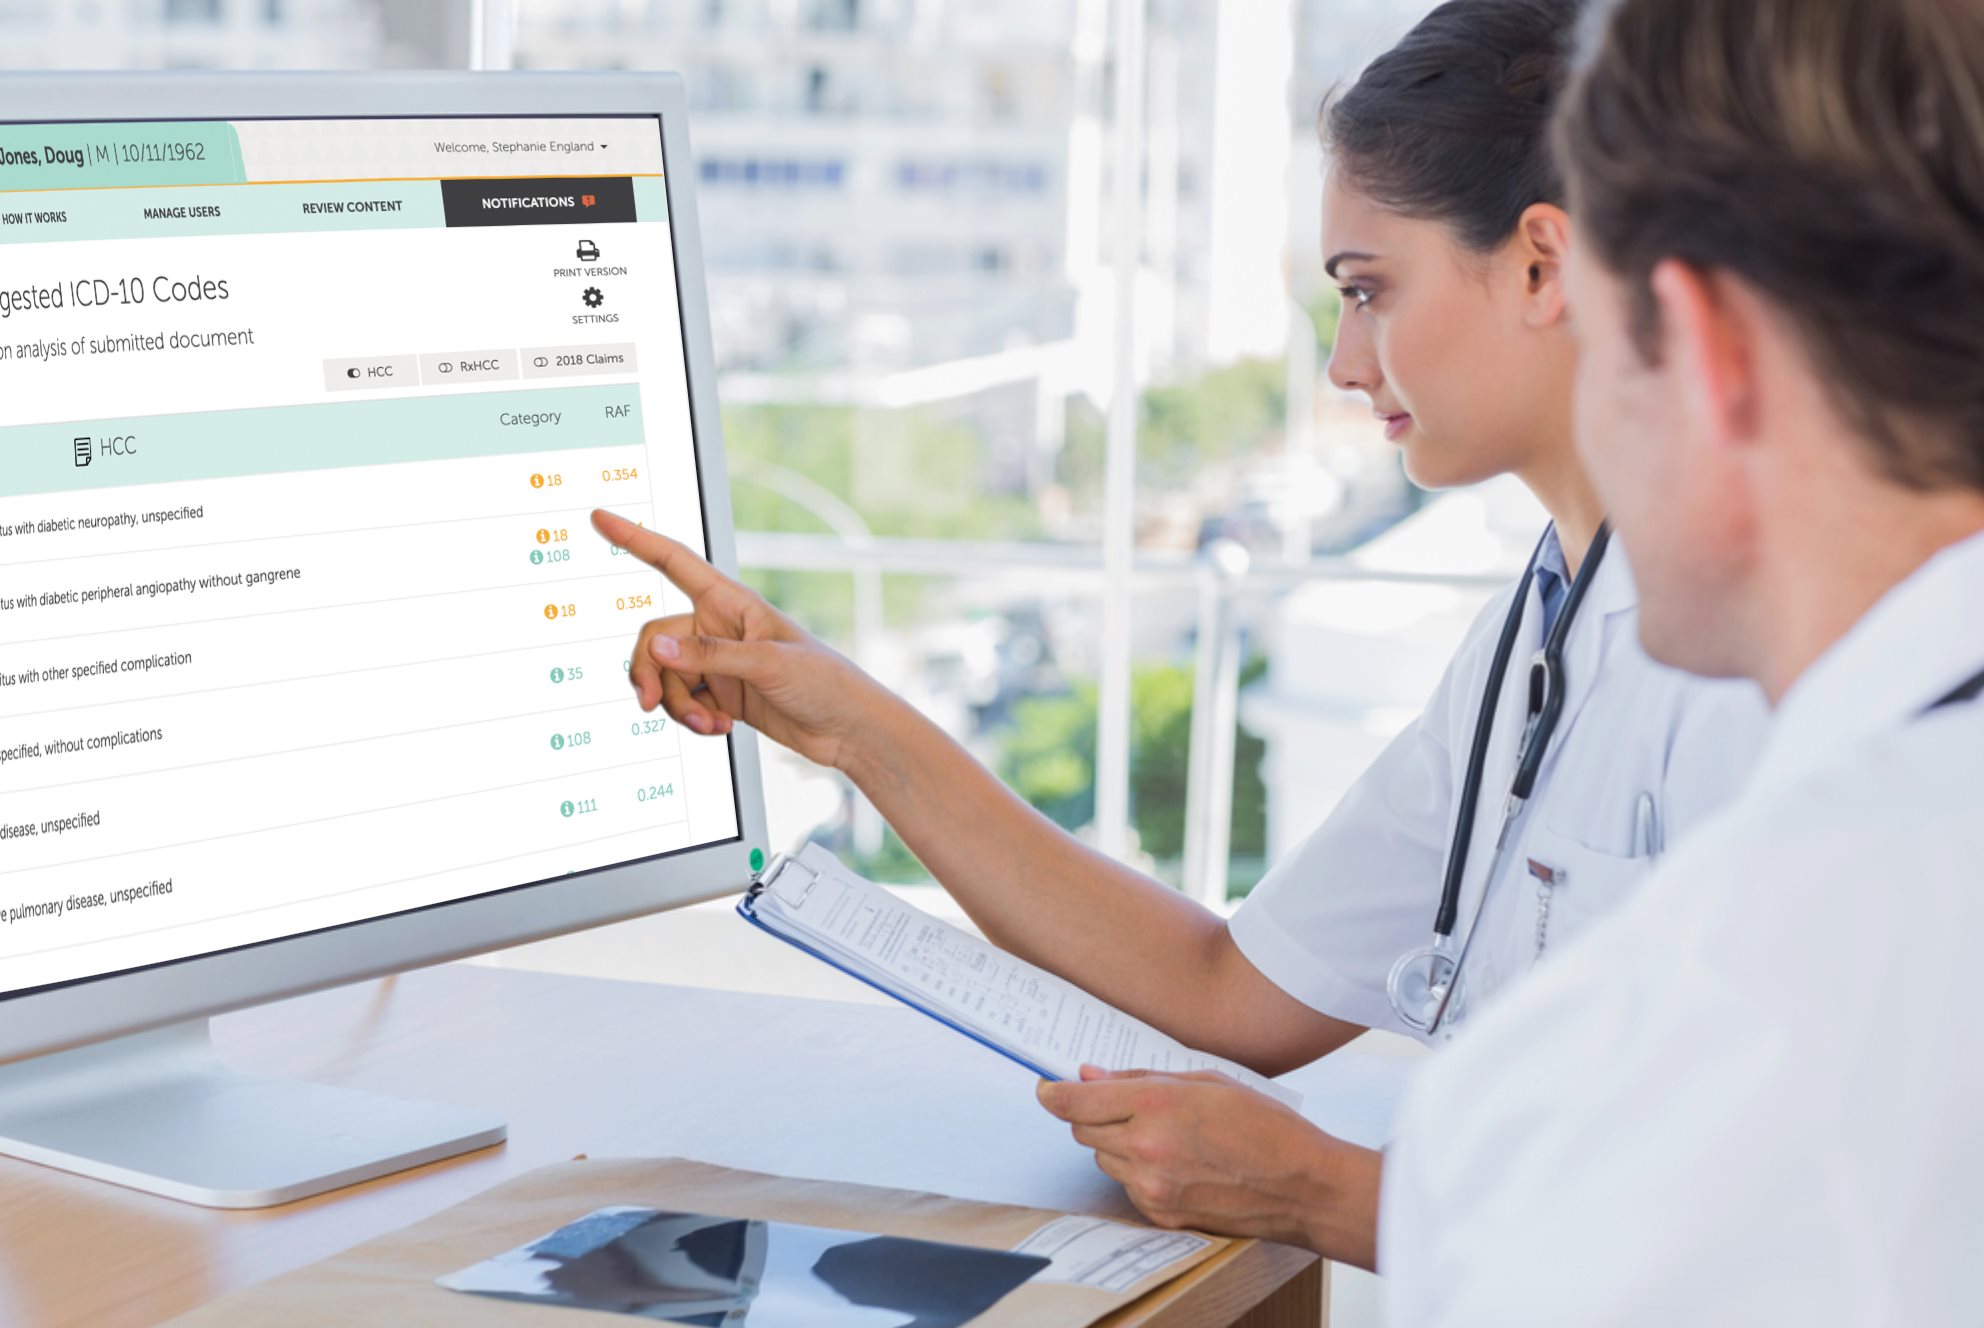 Jones, Doug | M | 10/11/1962
Welcome, Stephanie England
HOW IT WORKS
MANAGE USERS
REVIEW CONTENT
NOTIFICATIONS
PRINT VERSION
SETTINGS
gested ICD-10 Codes
on analysis of submitted document
HCC
RxHCC
2018 Claims
HCC
Category
RAF
tus with diabetic neuropathy, unspecified
18
0.354
tus with diabetic peripheral angiopathy without gangrene
18
108
itus with other specified complication
18
0.354
pecified, without complications
35
disease, unspecified
108
0.327
e pulmonary disease, unspecified
111
0.244